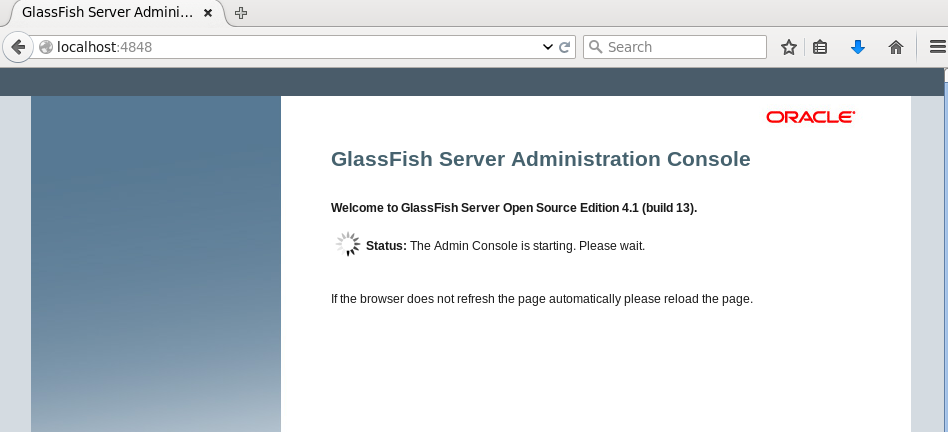 GlassFish Server Admini...
localhost:4848
Search
ORACLE
GlassFish Server Administration Console
Welcome to GlassFish Server Open Source Edition 4.1 (build 13).
Status: The Admin Console is starting. Please wait.
If the browser does not refresh the page automatically please reload the page.